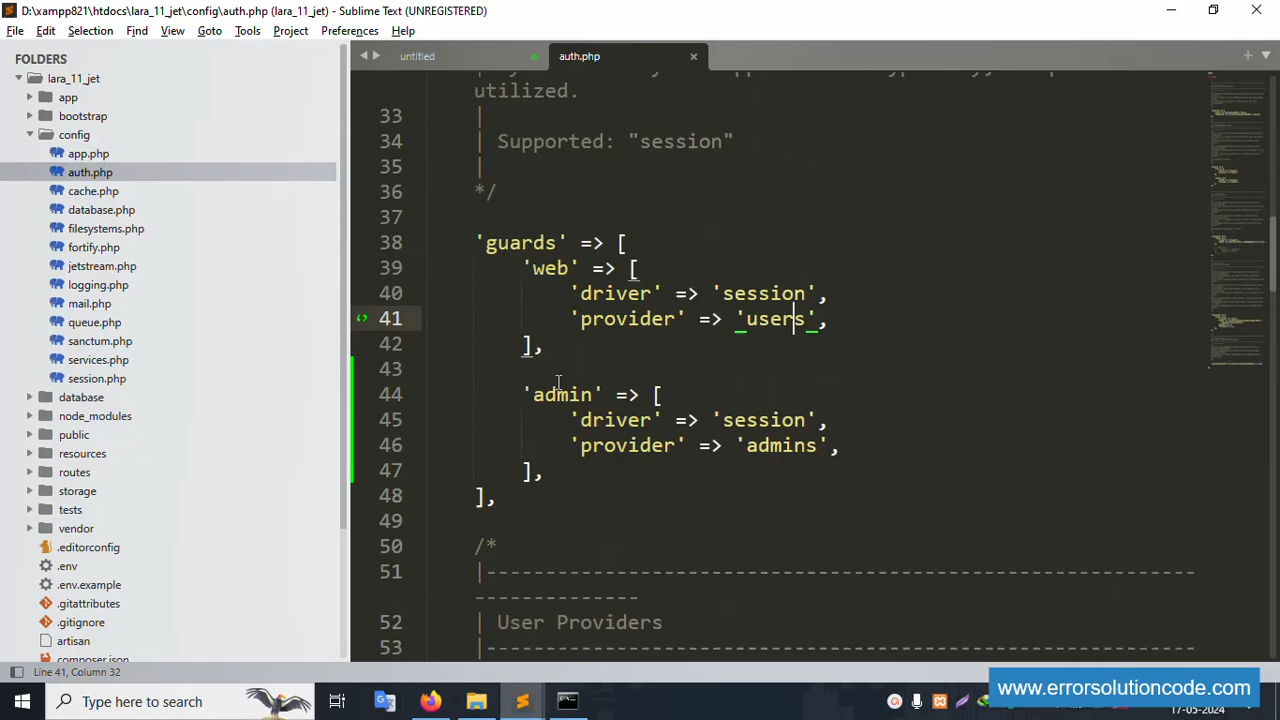 D:\xampp821\htdocs\lara_11_jet\config\auth.php (lara_11_jet) - Sublime Text (UNREGISTERED)
File Edit Selection Find View Goto Tools Project Preferences Help
FOLDERS
lara_11_jet
app
bootstrap
config
app.php
auth.php
cache.php
database.php
filesystems.php
fortify.php
jetstream.php
logging.php
mail.php
queue.php
sanctum.php
services.php
session.php
database
node_modules
public
resources
routes
storage
tests
vendor
.editorconfig
.env
.env.example
.gitattributes
.gitignore
artisan
composer.json
untitled auth.php
utilized.
33 |
34 | Supported: "session"
35 |
36 */
37
38 'guards' => [
39 'web' => [
40 'driver' => 'session',
41 'provider' => 'users',
42 ],
43
44 'admin' => [
45 'driver' => 'session',
46 'provider' => 'admins',
47 ],
48 ],
49
50 /*
51 |--------------------------------------------------------------------------
52 | User Providers
53 |-------------------------------------------------------------
Line 41, Column 32
Type here to search
www.errorsolutioncode.com
17-05-2024